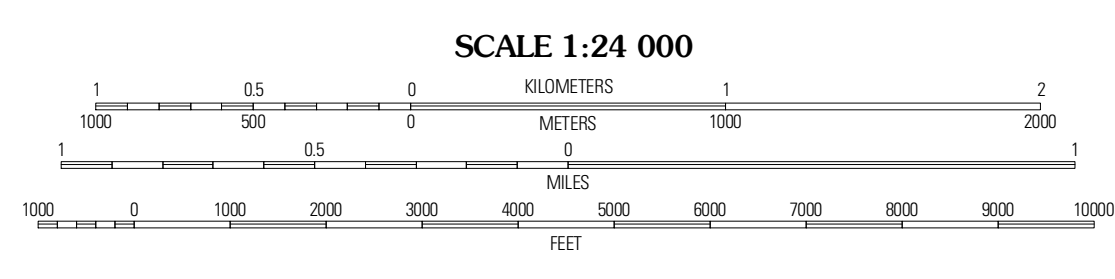 SCALE 1:24 000
1 0.5 0 KILOMETERS 1 2
1000 500 0 METERS 1000 2000
1 0.5 0 1
MILES
1000 0 1000 2000 3000 4000 5000 6000 7000 8000 9000 10000
FEET